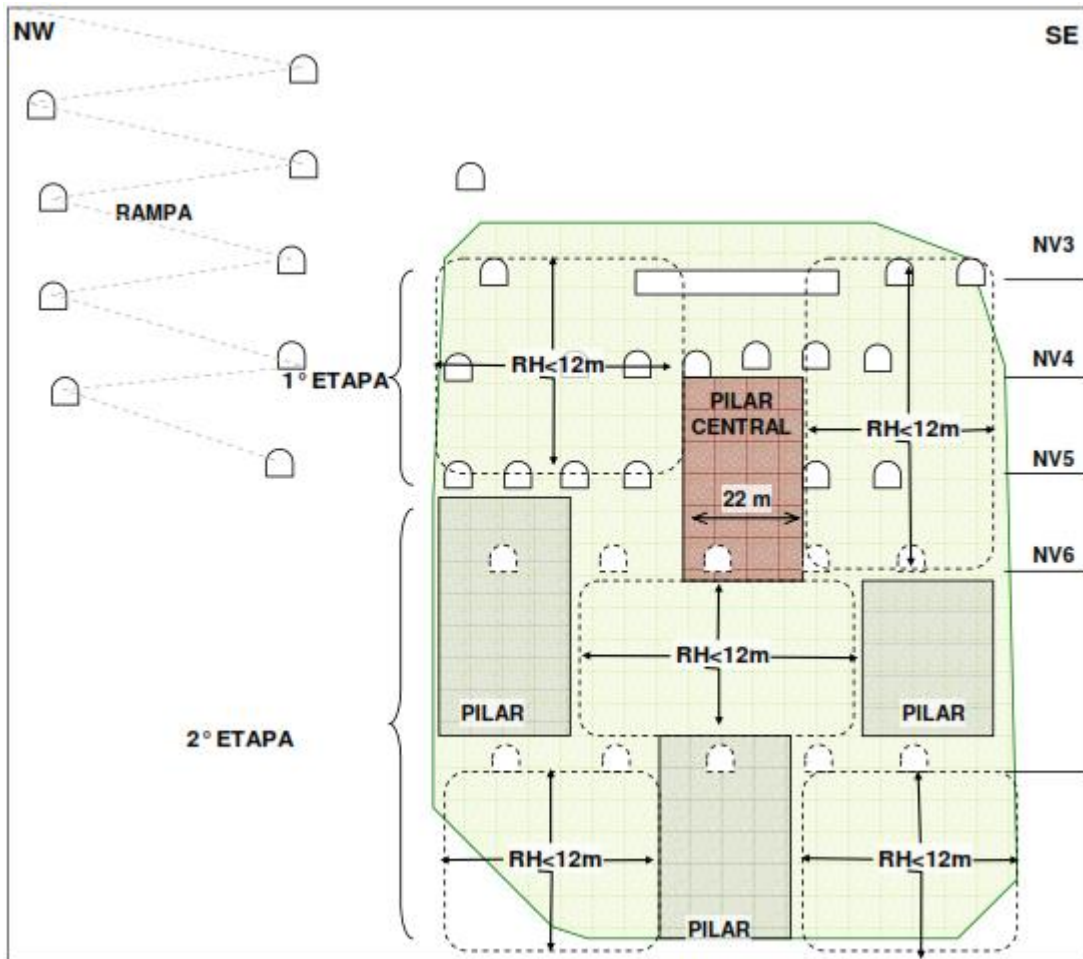 NW
SE
RAMPA
NV3
RH<12m
NV4
1° ETAPA
PILAR
CENTRAL
RH<12m
NV5
22 m
NV6
RH<12m
PILAR
PILAR
2° ETAPA
RH<12m
RH<12m
PILAR